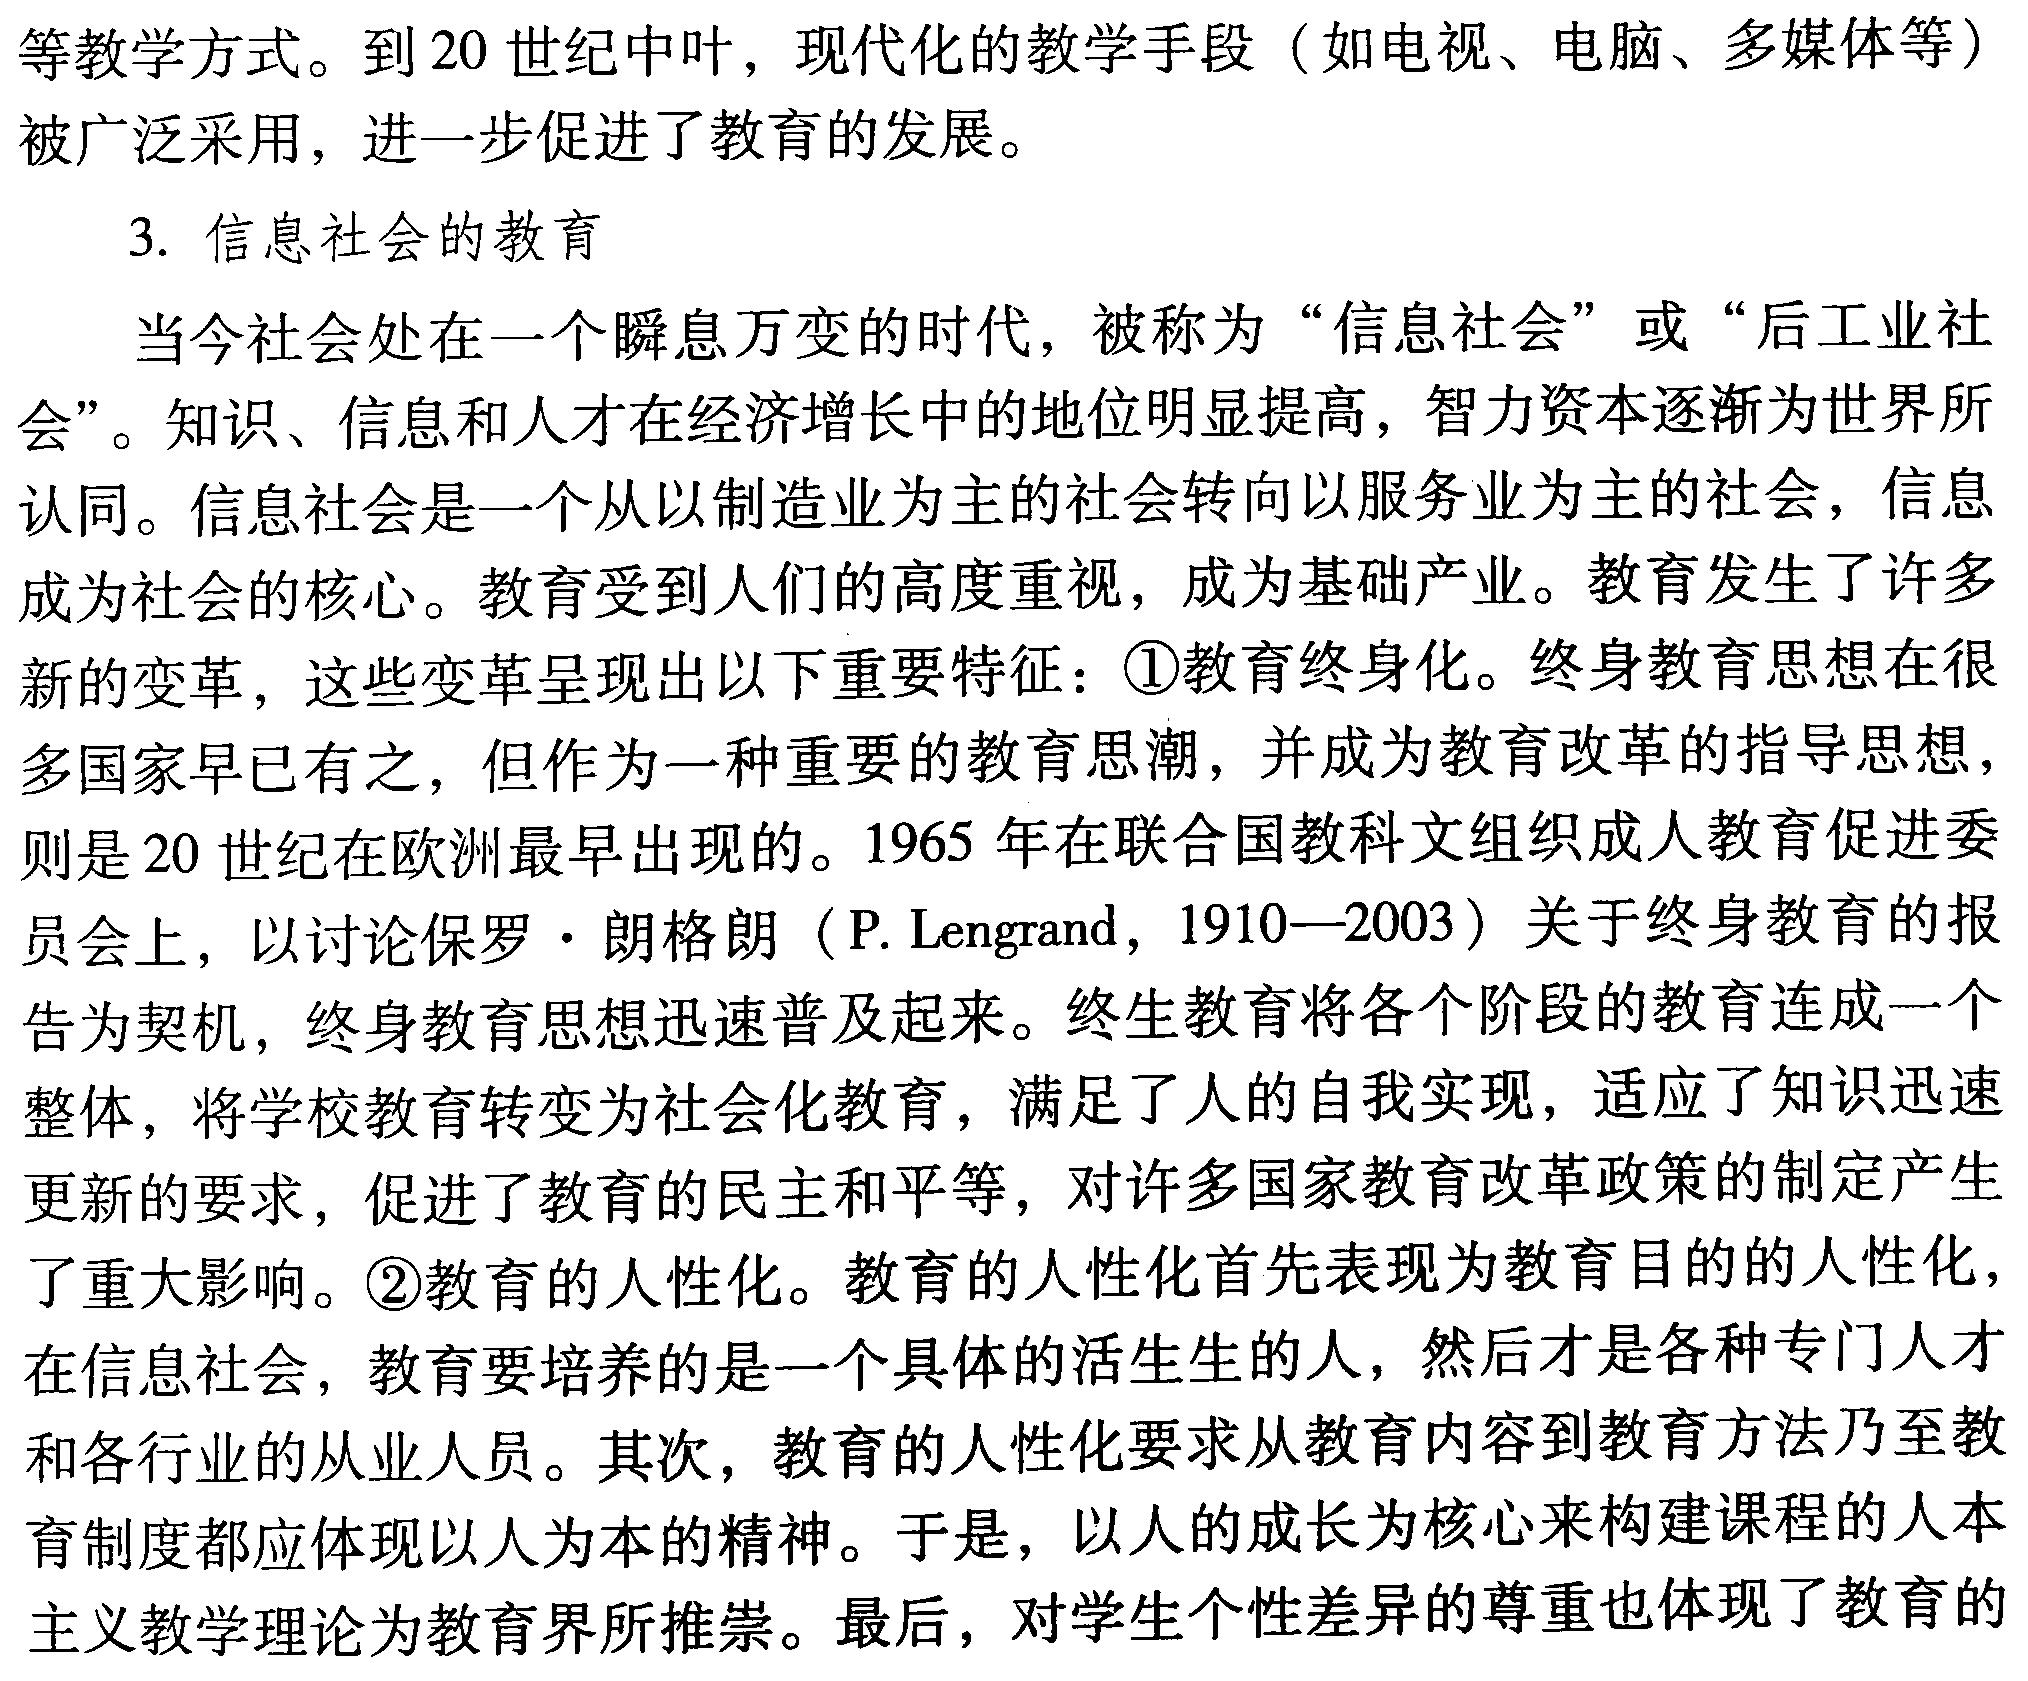 等教学方式。到 20 世纪中叶，现代化的教学手段（如电视、电脑、多媒体等）
被广泛采用，进一步促进了教育的发展。
3. 信息社会的教育
当今社会处在一个瞬息万变的时代，被称为“信息社会”或“后工业社
会”。知识、信息和人才在经济增长中的地位明显提高，智力资本逐渐为世界所
认同。信息社会是一个从以制造业为主的社会转向以服务业为主的社会，信息
成为社会的核心。教育受到人们的高度重视，成为基础产业。教育发生了许多
新的变革，这些变革呈现出以下重要特征：①教育终身化。终身教育思想在很
多国家早已有之，但作为一种重要的教育思潮，并成为教育改革的指导思想，
则是 20 世纪在欧洲最早出现的。1965 年在联合国教科文组织成人教育促进委
员会上，以讨论保罗·朗格朗（P. Lengrand，1910—2003）关于终身教育的报
告为契机，终身教育思想迅速普及起来。终生教育将各个阶段的教育连成一个
整体，将学校教育转变为社会化教育，满足了人的自我实现，适应了知识迅速
更新的要求，促进了教育的民主和平等，对许多国家教育改革政策的制定产生
了重大影响。②教育的人性化。教育的人性化首先表现为教育目的的人性化，
在信息社会，教育要培养的是一个具体的活生生的人，然后才是各种专门人才
和各行业的从业人员。其次，教育的人性化要求从教育内容到教育方法乃至教
育制度都应体现以人为本的精神。于是，以人的成长为核心来构建课程的人本
主义教学理论为教育界所推崇。最后，对学生个性差异的尊重也体现了教育的